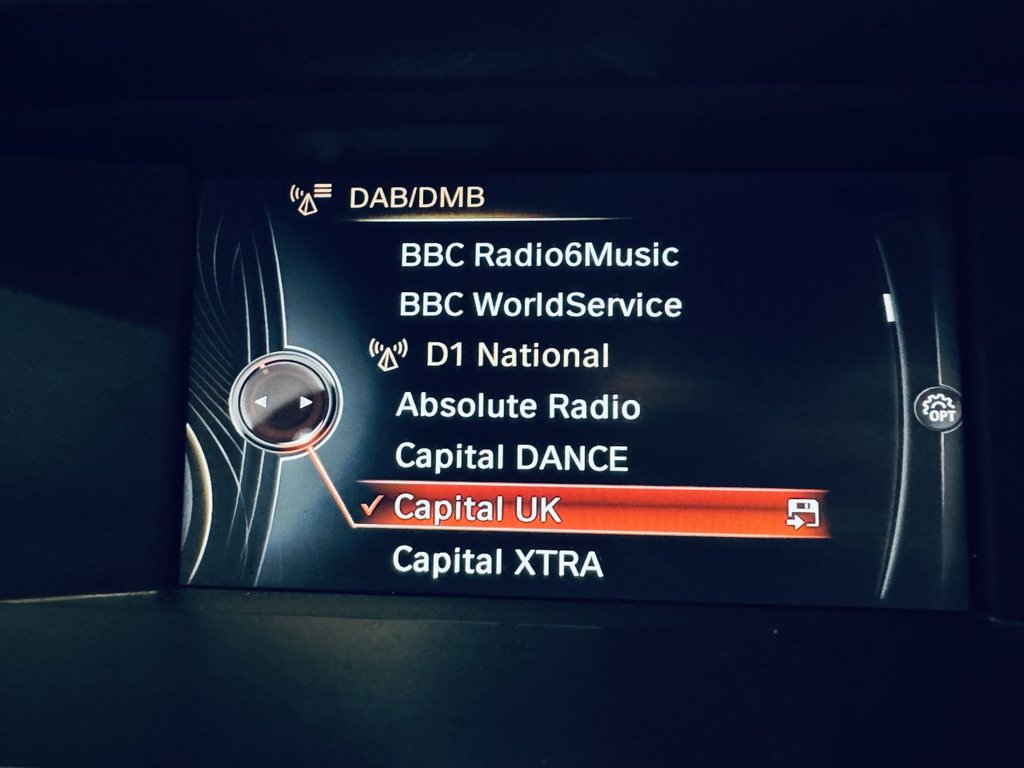 DAB/DMB
BBC Radio6Music
BBC WorldService
D1 National
Absolute Radio
OPT
Capital DANCE
Capital UK
Capital XTRA